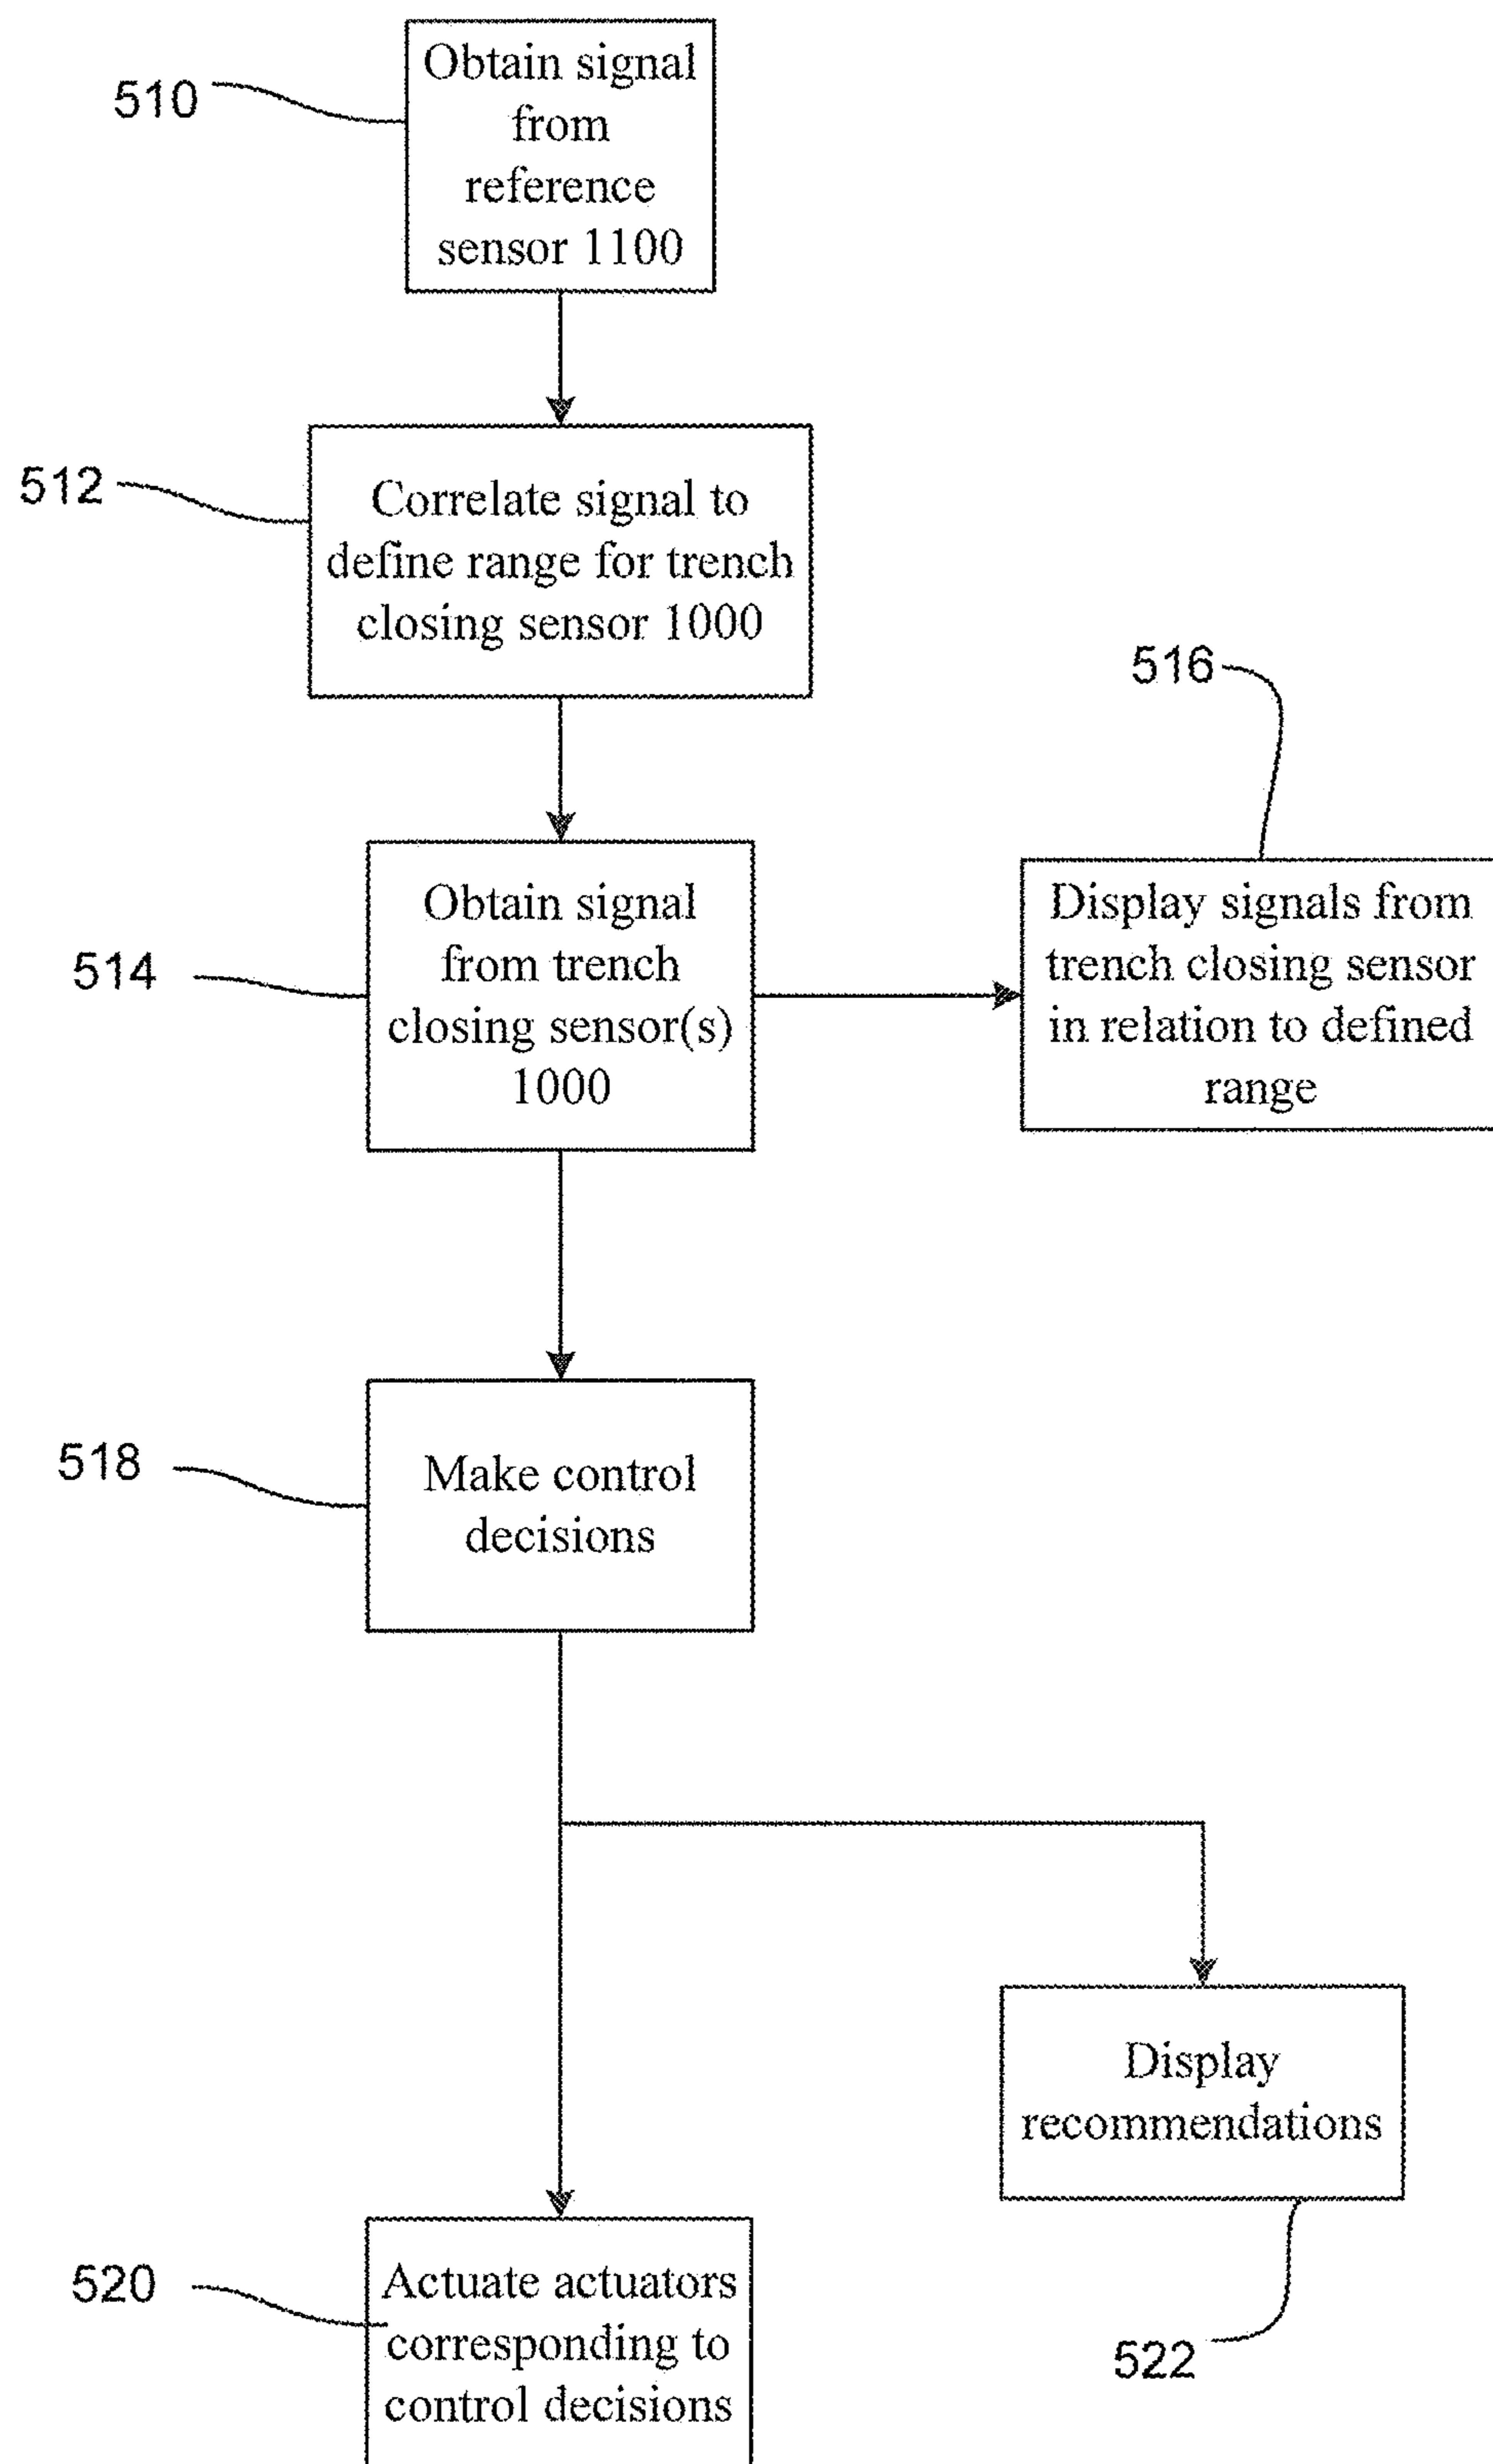 510
Obtain signal
from
reference
sensor 1100
512
Correlate signal to
define range for trench
closing sensor 1000
516
514
Obtain signal
from trench
closing sensor(s)
1000
Display signals from
trench closing sensor
in relation to defined
range
518
Make control
decisions
Display
recommendations
522
520
Actuate actuators
corresponding to
control decisions